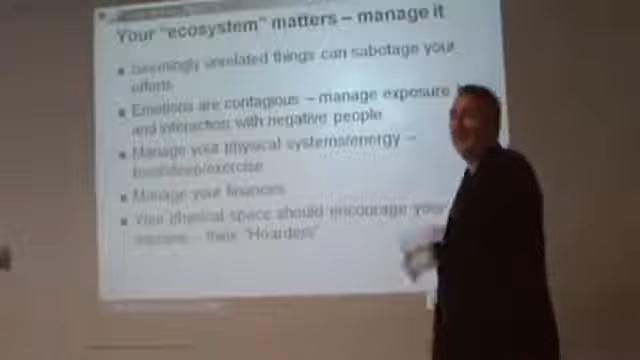 Your "ecosystem" matters – manage it
Seemingly unrelated things can sabotage your
efforts
Emotions are contagious – manage exposure
and interaction with negative people
Manage your physical systems/energy –
food/sleep/exercise
Manage your finances
Your physical space should encourage your
success – think "Hoarders"